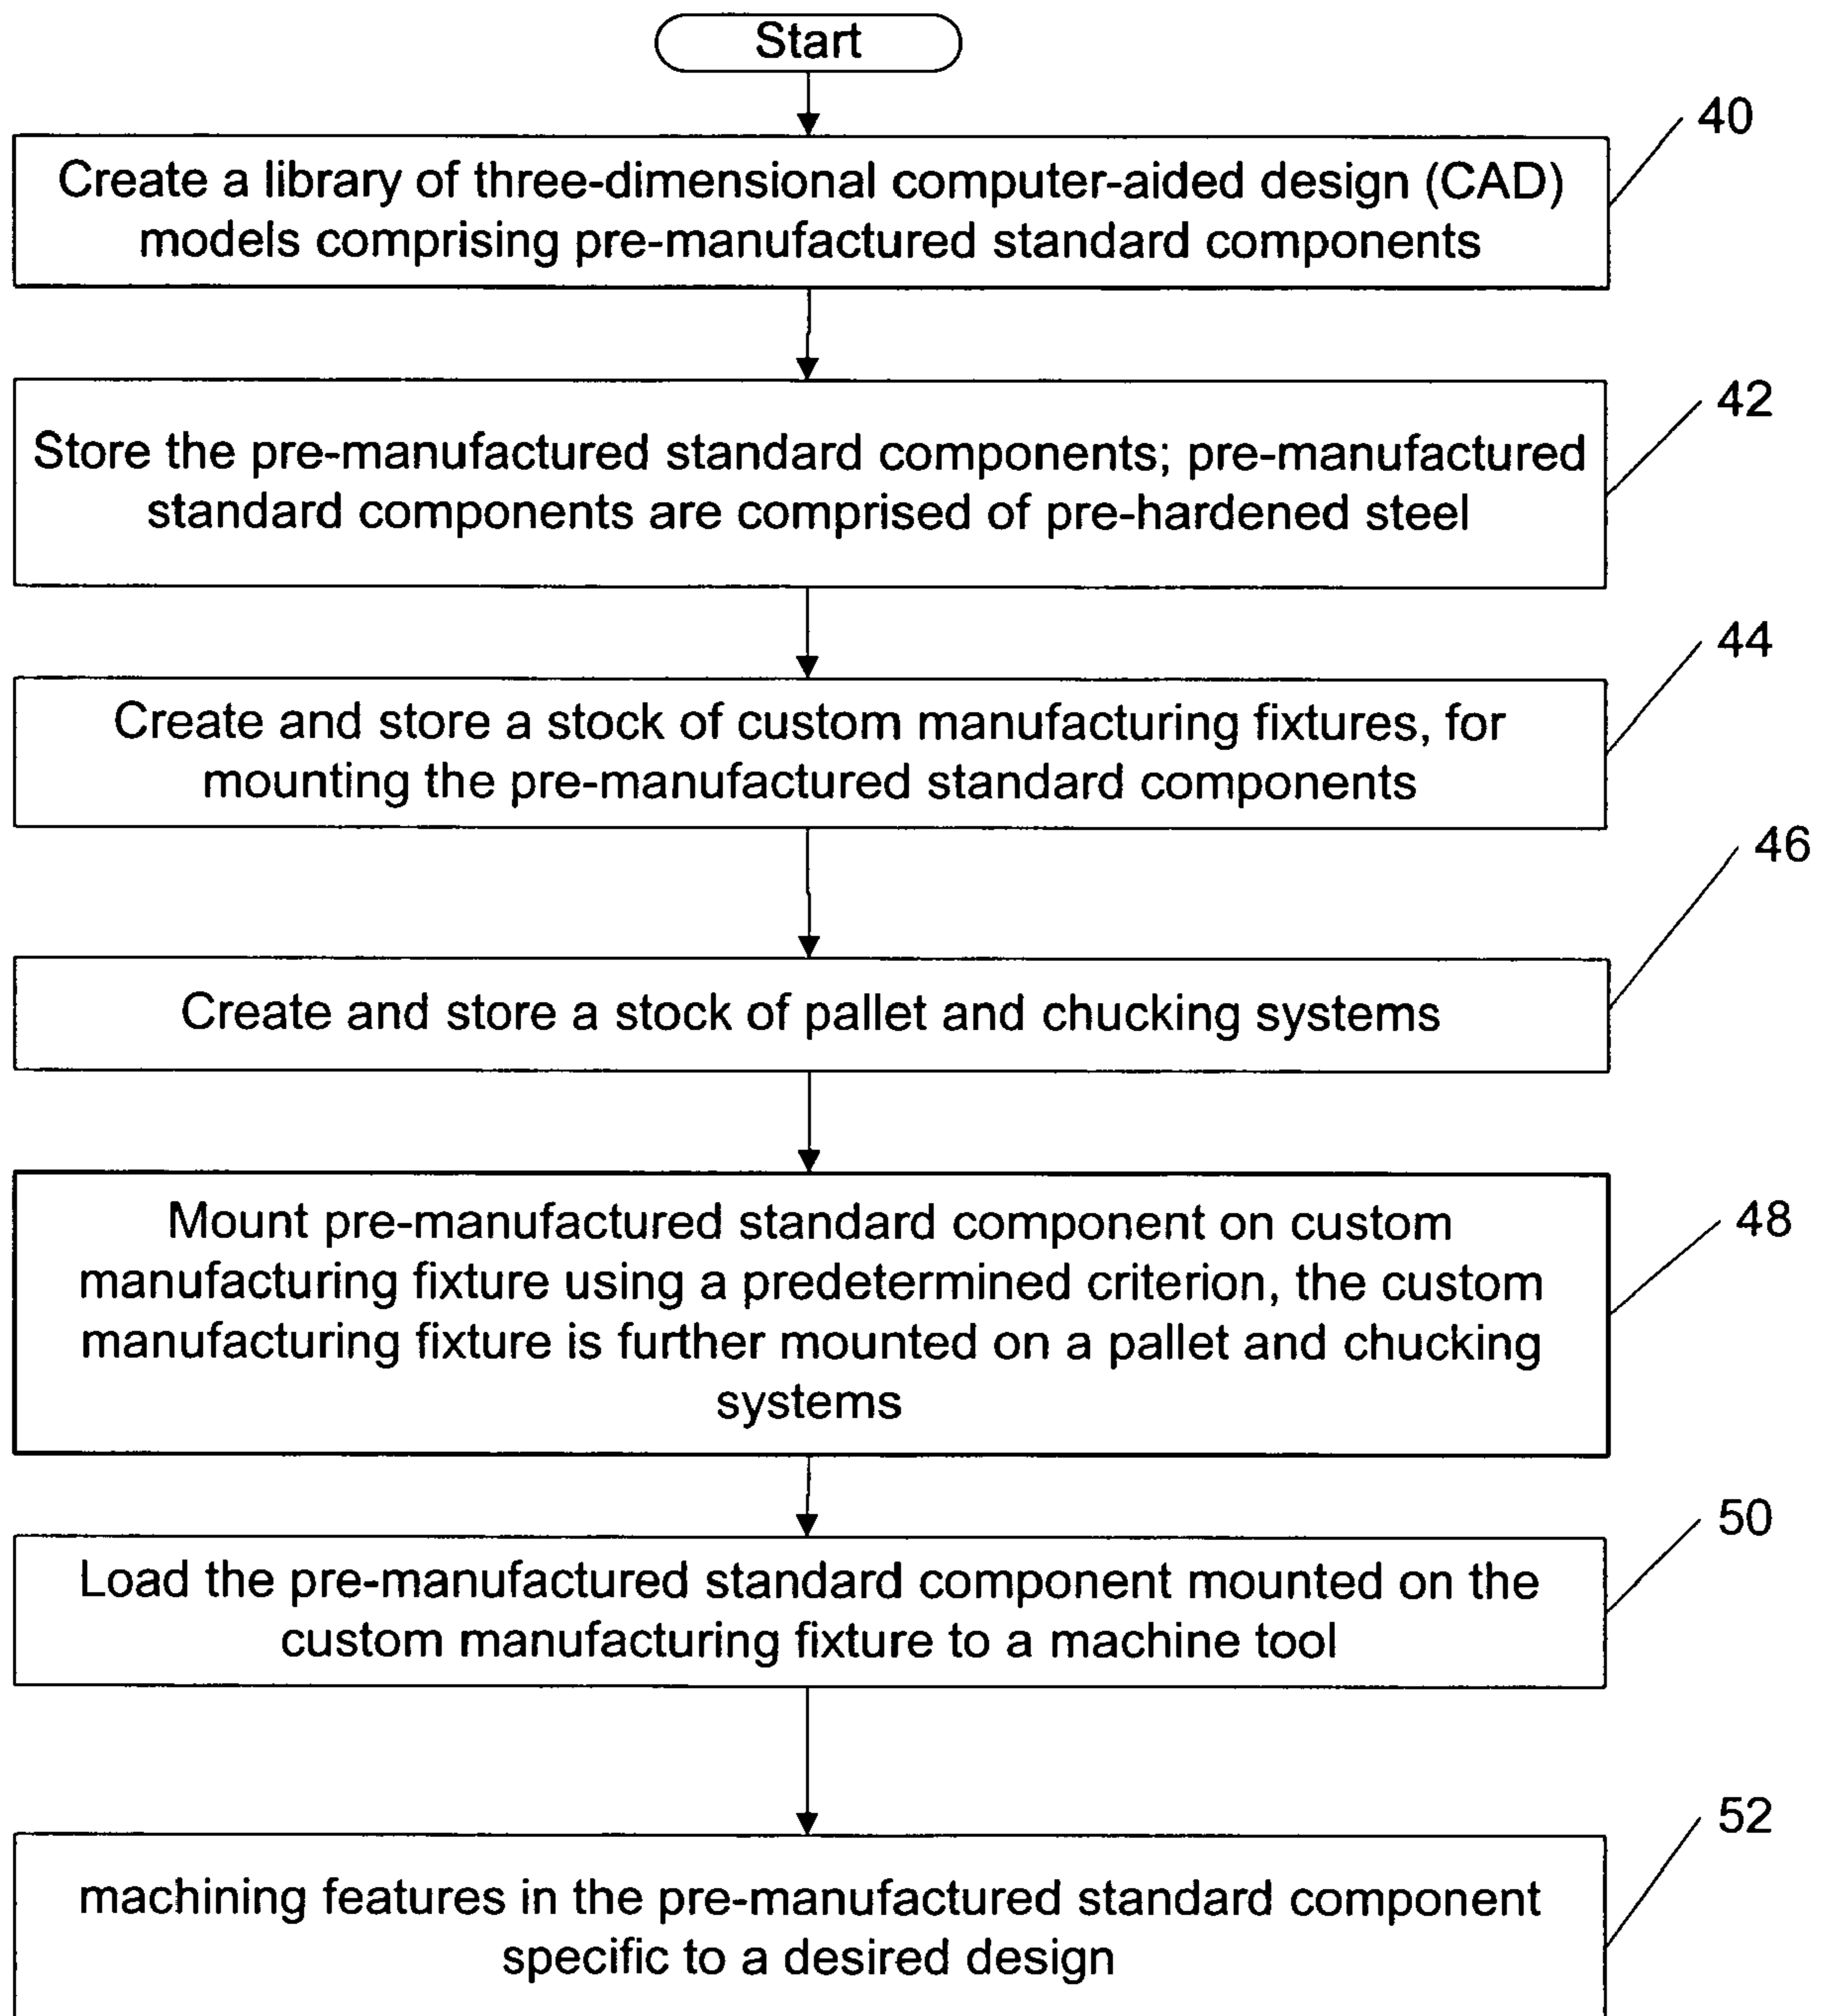 Start
40
Create a library of three-dimensional computer-aided design (CAD)
models comprising pre-manufactured standard components
42
Store the pre-manufactured standard components; pre-manufactured
standard components are comprised of pre-hardened steel
44
Create and store a stock of custom manufacturing fixtures, for
mounting the pre-manufactured standard components
46
Create and store a stock of pallet and chucking systems
48
Mount pre-manufactured standard component on custom
manufacturing fixture using a predetermined criterion, the custom
manufacturing fixture is further mounted on a pallet and chucking
systems
50
Load the pre-manufactured standard component mounted on the
custom manufacturing fixture to a machine tool
52
machining features in the pre-manufactured standard component
specific to a desired design